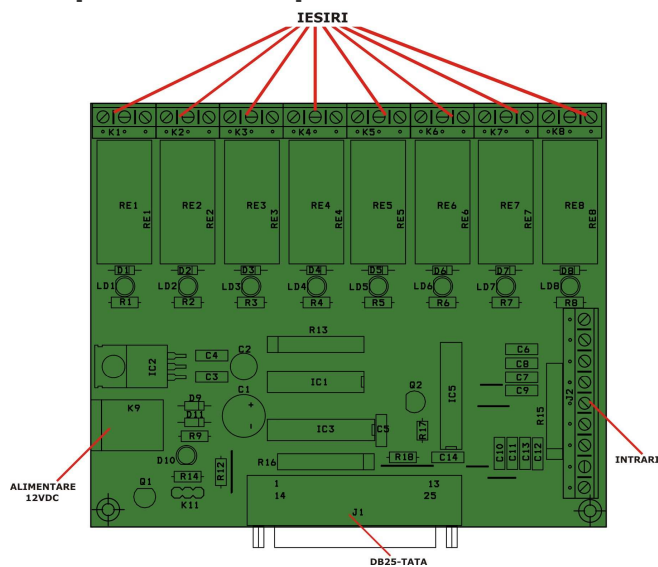 IESIRI
K1 K2 K3 K4 K5 K6 K7 K8
RE1 RE2 RE3 RE4 RE5 RE6 RE7 RE8
RE1 RE2 RE3 RE4 RE5 RE6 RE7 RE8
D1 D2 D3 D4 D5 D6 D7 D8
LD1 LD2 LD3 LD4 LD5 LD6 LD7 LD8
R1 R2 R3 R4 R5 R6 R7 R8
R13
IC2 C4 C2 C6
C3 IC1 C8
C1 C7
C9
K9 D9 Q2 IC5 J2
D11 IC3 C5 R17 R15
R9
D10 R16 R18 C14 C10 C11 C13 C12
R14 R12
Q1 K11
1 13
14 25
J1
INTRARI
ALIMENTARE
12VDC
DB25-TATA